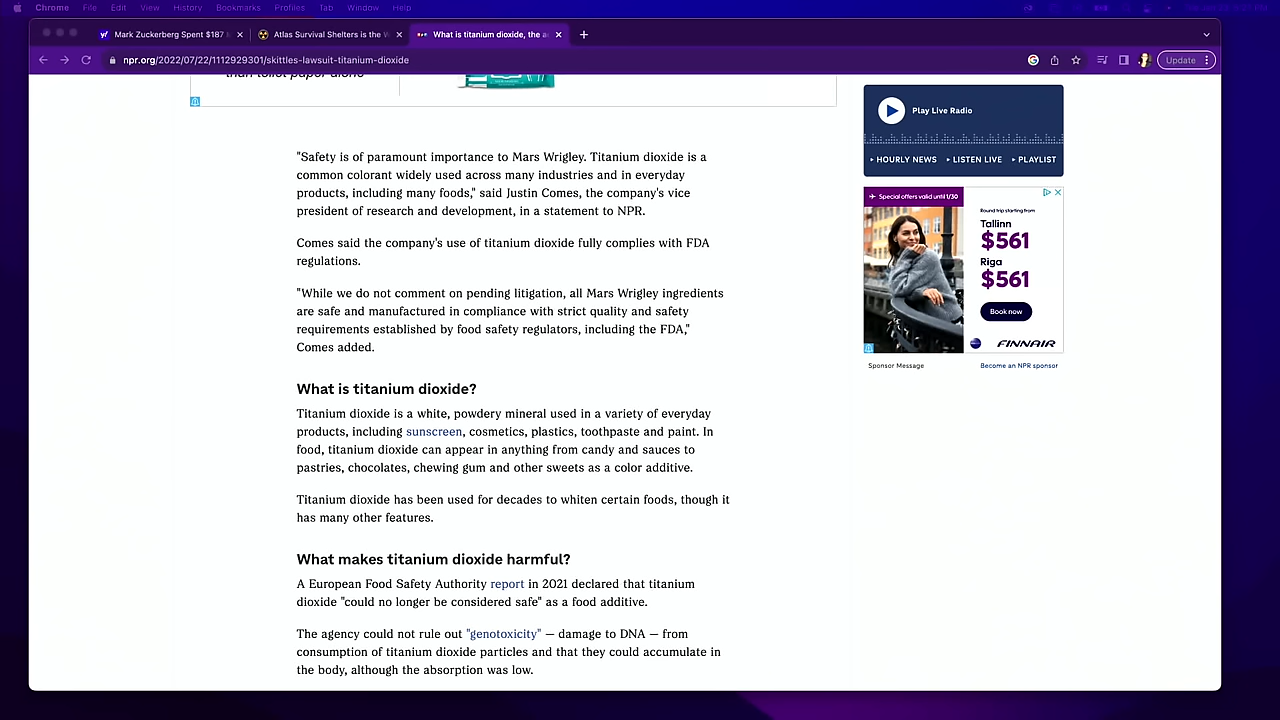 Chrome File Edit View History Bookmarks Profiles Tab Window Help
Mark Zuckerberg Spent $187
Atlas Survival Shelters is the
What is titanium dioxide, the
npr.org/2022/07/22/1112929301/skittles-lawsuit-titanium-dioxide
Update
than toilet paper alone
"Safety is of paramount importance to Mars Wrigley. Titanium dioxide is a
common colorant widely used across many industries and in everyday
products, including many foods," said Justin Comes, the company's vice
president of research and development, in a statement to NPR.
Comes said the company's use of titanium dioxide fully complies with FDA
regulations.
"While we do not comment on pending litigation, all Mars Wrigley ingredients
are safe and manufactured in compliance with strict quality and safety
requirements established by food safety regulators, including the FDA,"
Comes added.
What is titanium dioxide?
Titanium dioxide is a white, powdery mineral used in a variety of everyday
products, including sunscreen, cosmetics, plastics, toothpaste and paint. In
food, titanium dioxide can appear in anything from candy and sauces to
pastries, chocolates, chewing gum and other sweets as a color additive.
Titanium dioxide has been used for decades to whiten certain foods, though it
has many other features.
What makes titanium dioxide harmful?
A European Food Safety Authority report in 2021 declared that titanium
dioxide "could no longer be considered safe" as a food additive.
The agency could not rule out "genotoxicity" — damage to DNA — from
consumption of titanium dioxide particles and that they could accumulate in
the body, although the absorption was low.
Play Live Radio
HOURLY NEWS LISTEN LIVE PLAYLIST
Special offers valid until 1/30
Round trip starting from
Tallinn
$561
Riga
$561
Book now
FINNAIR
Sponsor Message
Become an NPR sponsor